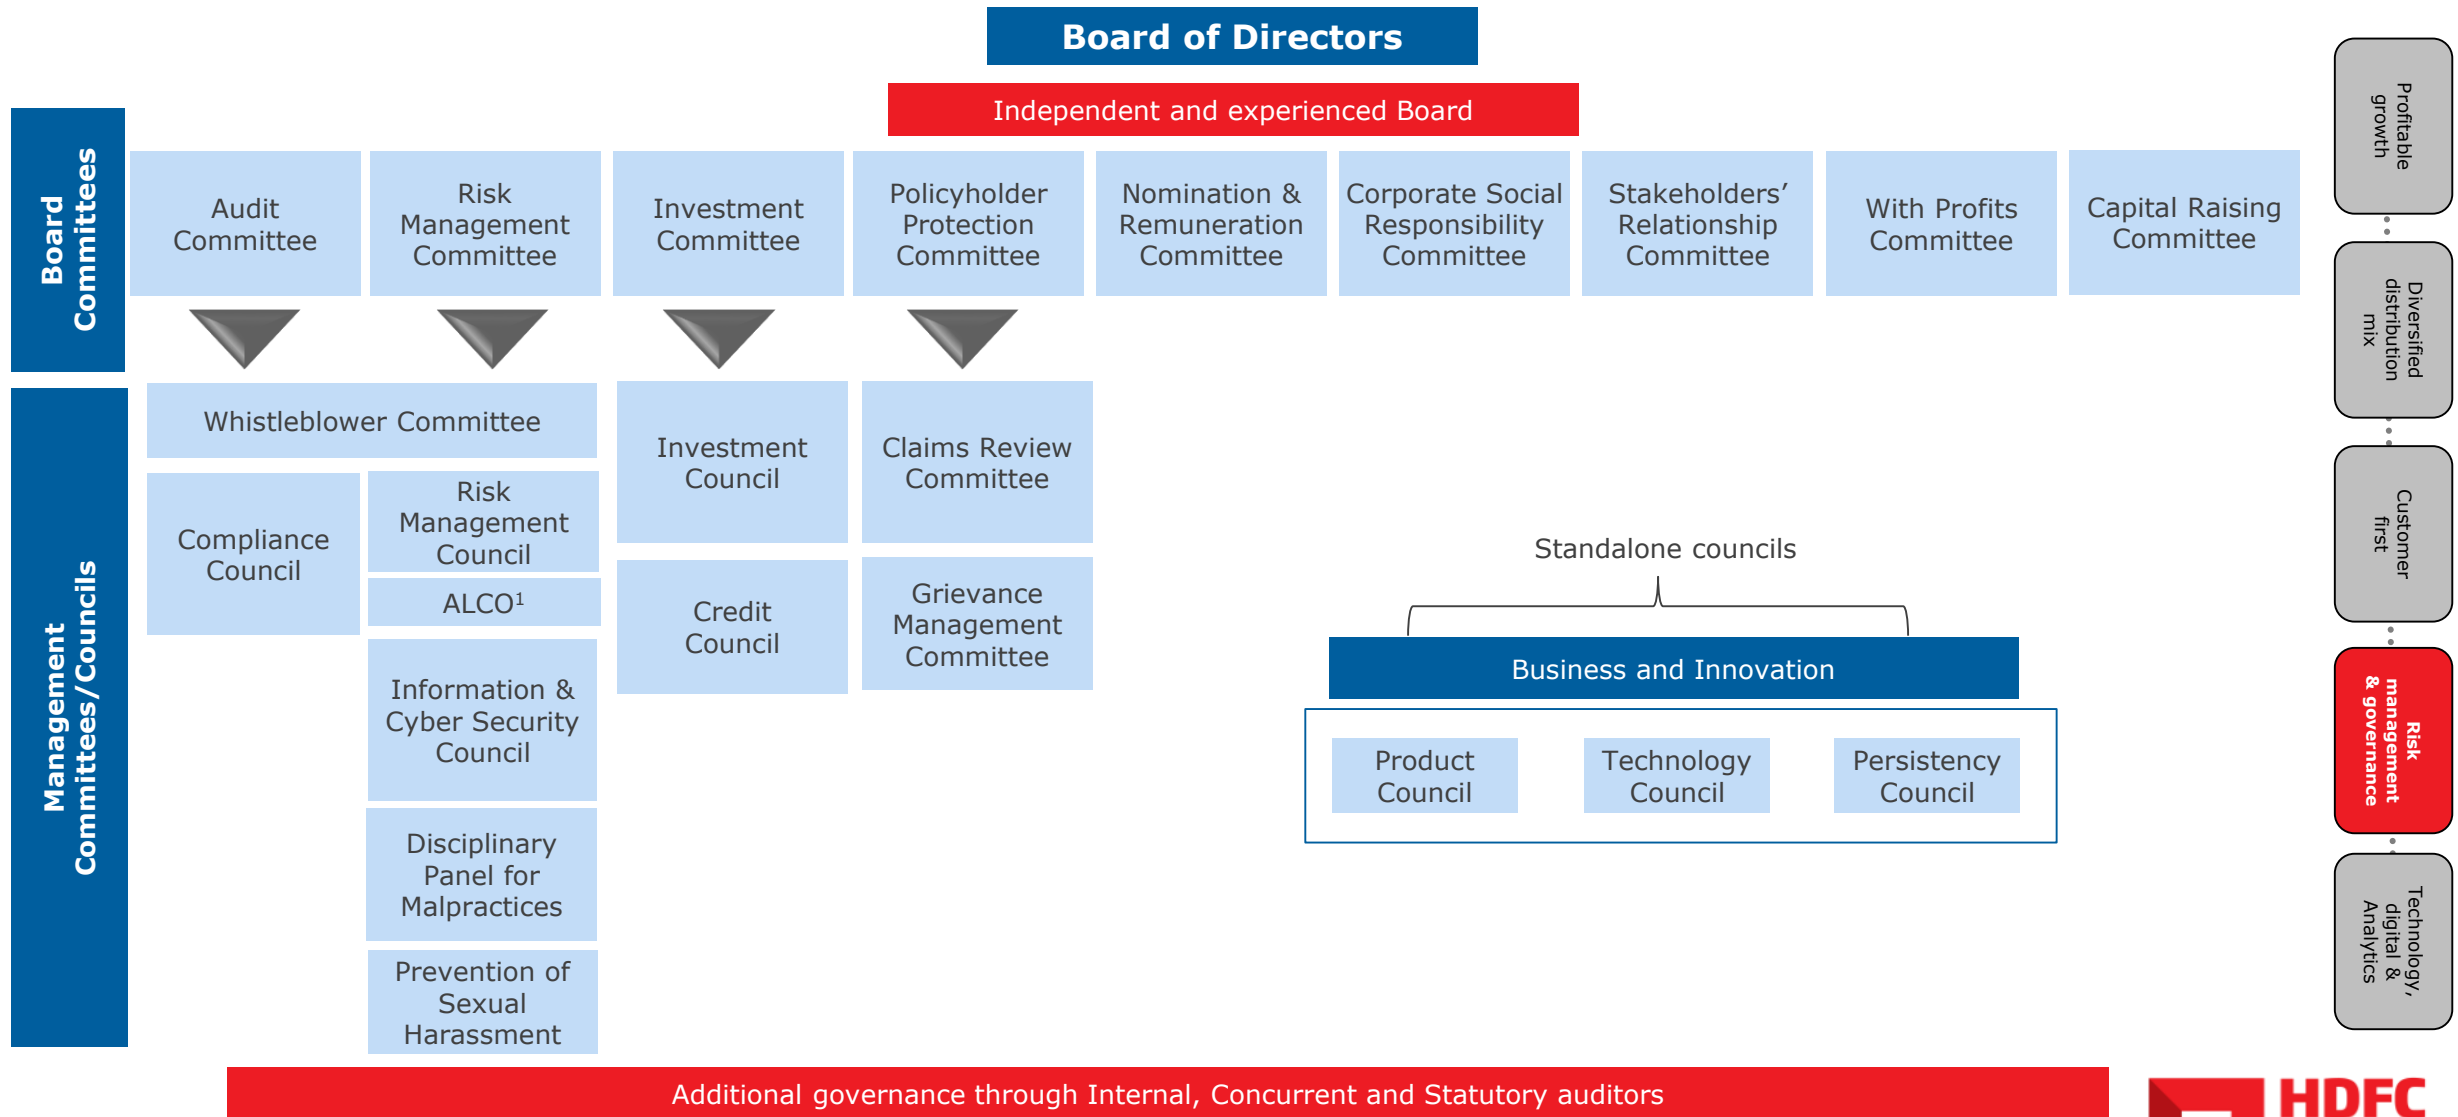 Board of Directors
Independent and experienced Board
Board
Committees
Audit
Committee
Risk
Management
Committee
Investment
Committee
Policyholder
Protection
Committee
Nomination &
Remuneration
Committee
Corporate Social
Responsibility
Committee
Stakeholders’
Relationship
Committee
With Profits
Committee
Capital Raising
Committee
Management
Committees/Councils
Whistleblower Committee
Compliance
Council
Risk
Management
Council
ALCO¹
Information &
Cyber Security
Council
Disciplinary
Panel for
Malpractices
Prevention of
Sexual
Harassment
Investment
Council
Credit
Council
Claims Review
Committee
Grievance
Management
Committee
Standalone councils
Business and Innovation
Product
Council
Technology
Council
Persistency
Council
Profitable
growth
Diversified
distribution
mix
Customer
first
Risk
management
& governance
Technology,
digital &
Analytics
Additional governance through Internal, Concurrent and Statutory auditors
HDFC